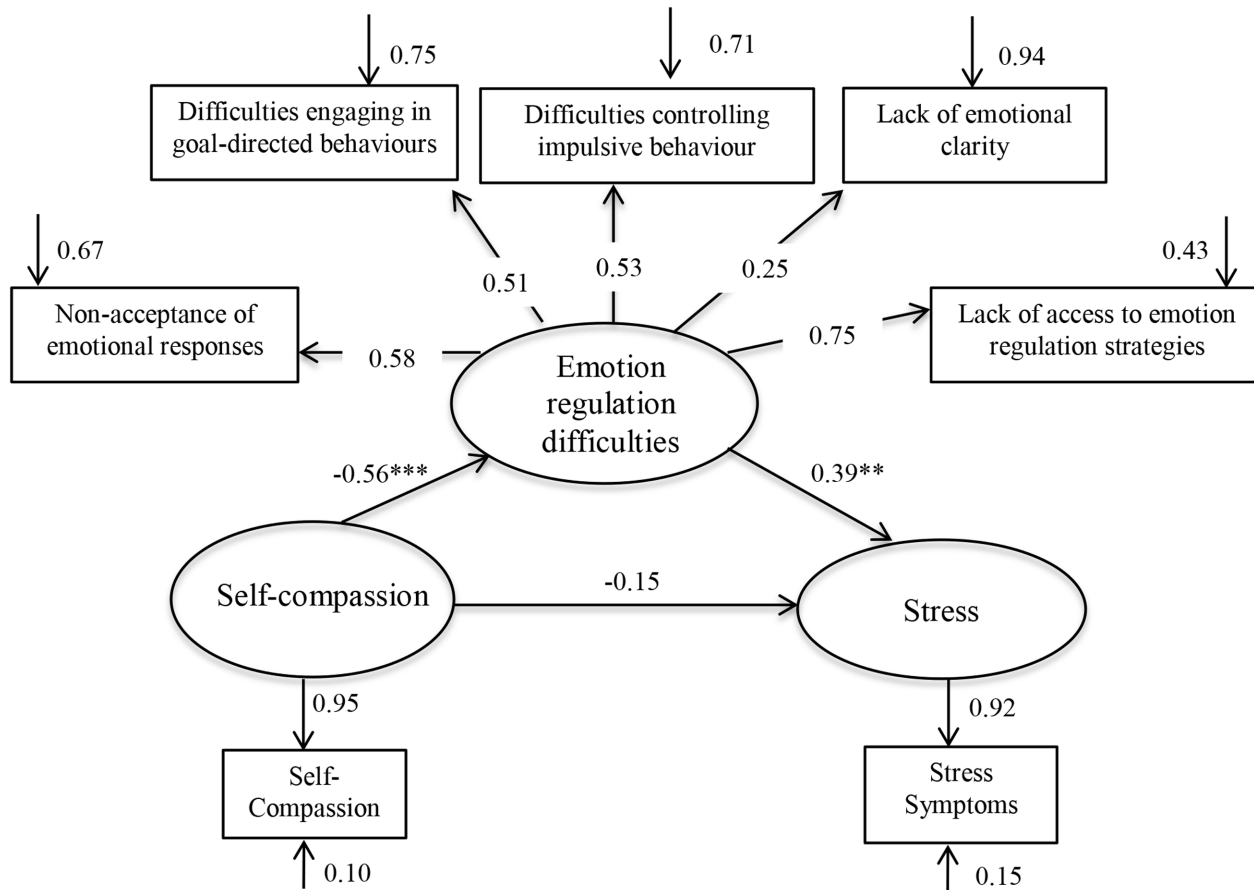 0.75
0.71
0.94
Difficulties engaging in
goal-directed behaviours
Difficulties controlling
impulsive behaviour
Lack of emotional
clarity
0.67
0.43
0.51
0.53
0.25
Non-acceptance of
emotional responses
0.58
0.75
Lack of access to emotion
regulation strategies
Emotion
regulation
difficulties
-0.56***
0.39**
Self-compassion
-0.15
Stress
0.95
0.92
Self-
Compassion
Stress
Symptoms
0.10
0.15